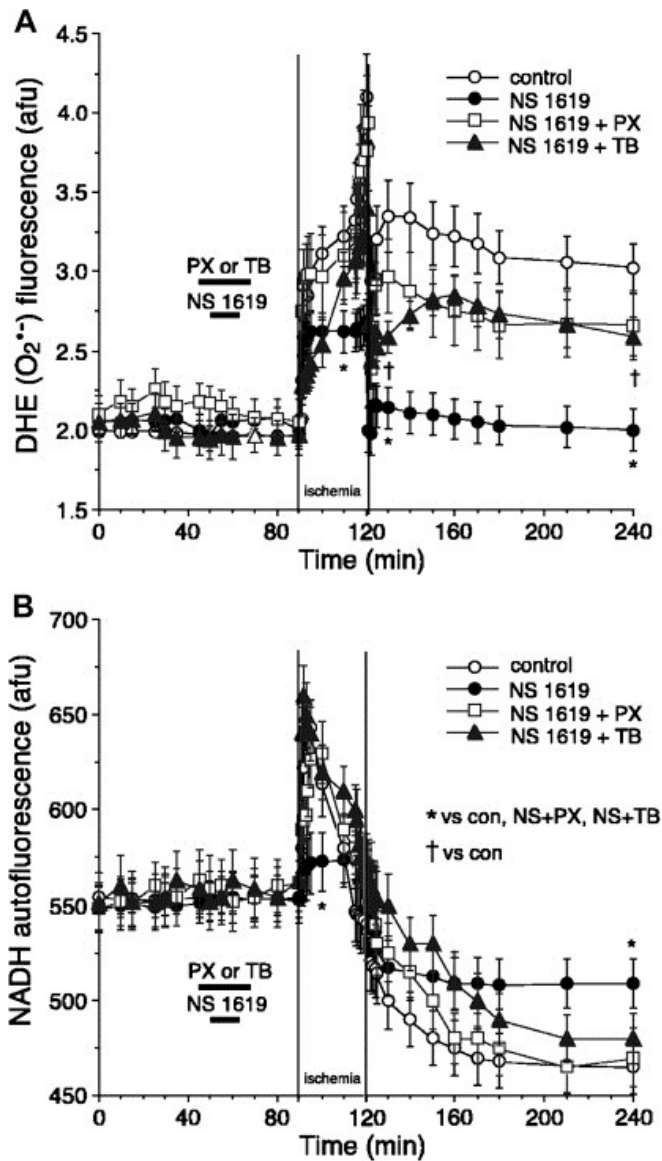 A
DHE (O2•-) fluorescence (afu)
4.5
4.0
3.5
3.0
2.5
2.0
1.5
control
NS 1619
NS 1619 + PX
NS 1619 + TB
PX or TB
NS 1619
*
†
*
†
*
ischemia
0 40 80 120 160 200 240
Time (min)
B
NADH autofluorescence (afu)
700
650
600
550
500
450
control
NS 1619
NS 1619 + PX
NS 1619 + TB
* vs con, NS+PX, NS+TB
† vs con
*
*
PX or TB
NS 1619
ischemia
0 40 80 120 160 200 240
Time (min)